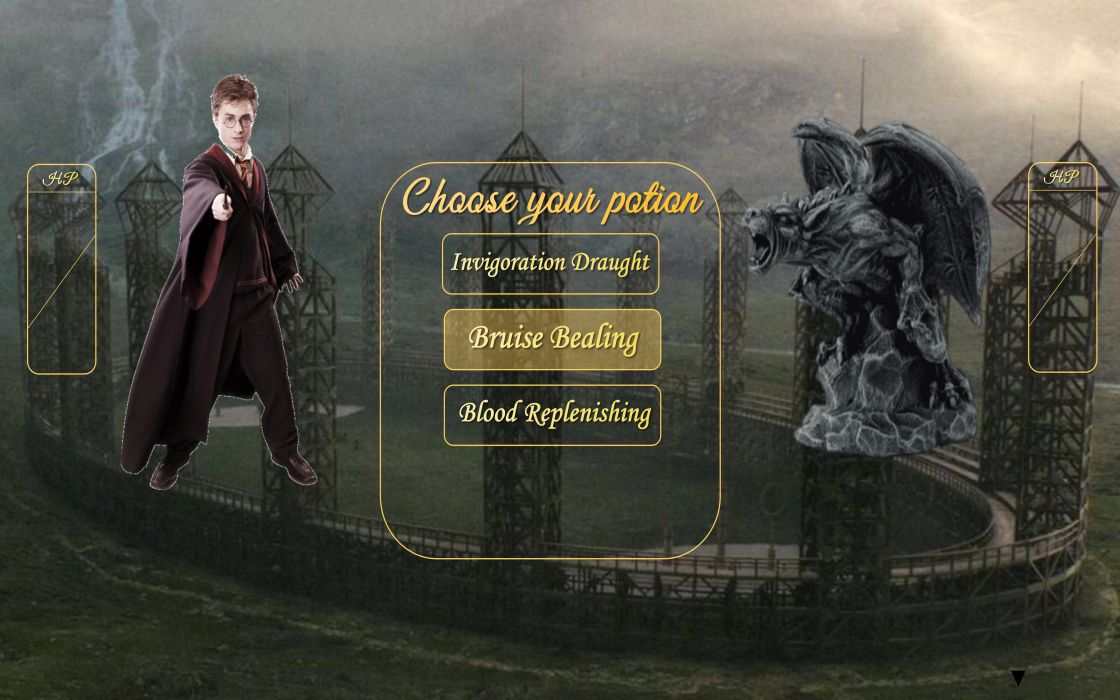 HP
HP
Choose your potion
Invigoration Draught
Bruise Bealing
Blood Replenishing